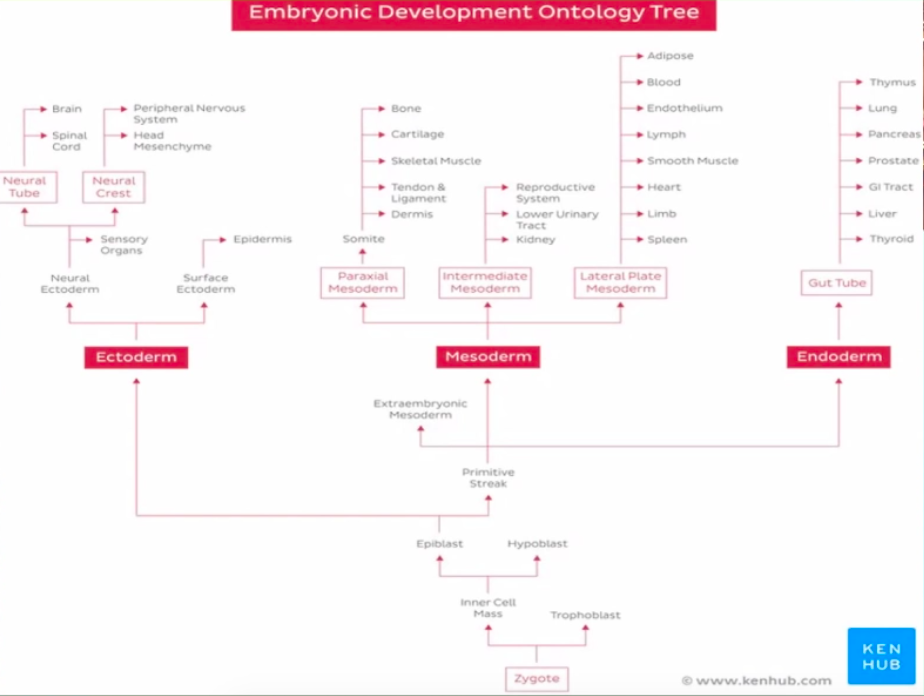 Embryonic Development Ontology Tree
Adipose
Blood
Endothelium
Lymph
Smooth Muscle
Heart
Limb
Spleen
Thymus
Lung
Pancreas
Prostate
GI Tract
Liver
Thyroid
Brain
Spinal
Cord
Peripheral Nervous
System
Head
Mesenchyme
Bone
Cartilage
Skeletal Muscle
Tendon &
Ligament
Dermis
Reproductive
System
Lower Urinary
Tract
Kidney
Neural
Tube
Neural
Crest
Sensory
Organs
Epidermis
Somite
Neural
Ectoderm
Surface
Ectoderm
Paraxial
Mesoderm
Intermediate
Mesoderm
Lateral Plate
Mesoderm
Gut Tube
Ectoderm
Mesoderm
Endoderm
Extraembryonic
Mesoderm
Primitive
Streak
Epiblast
Hypoblast
Inner Cell
Mass
Trophoblast
Zygote
© www.kenhub.com
KEN
HUB